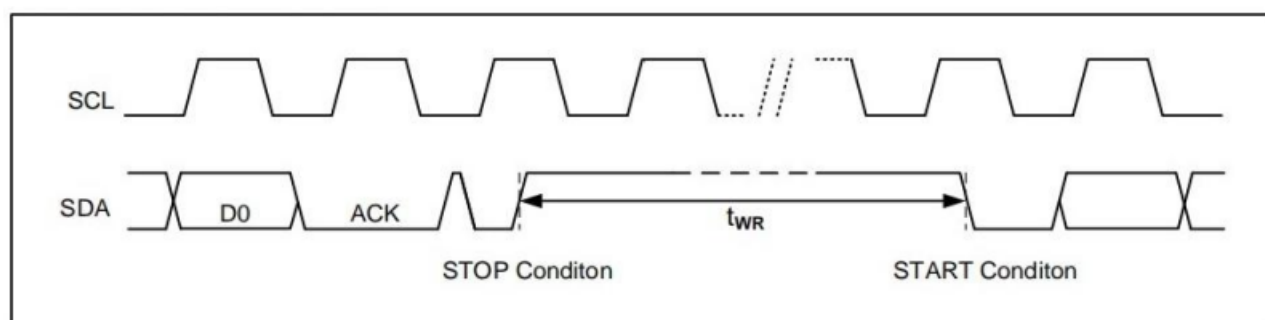 SCL
SDA
D0 ACK
tWR
STOP Conditon
START Conditon